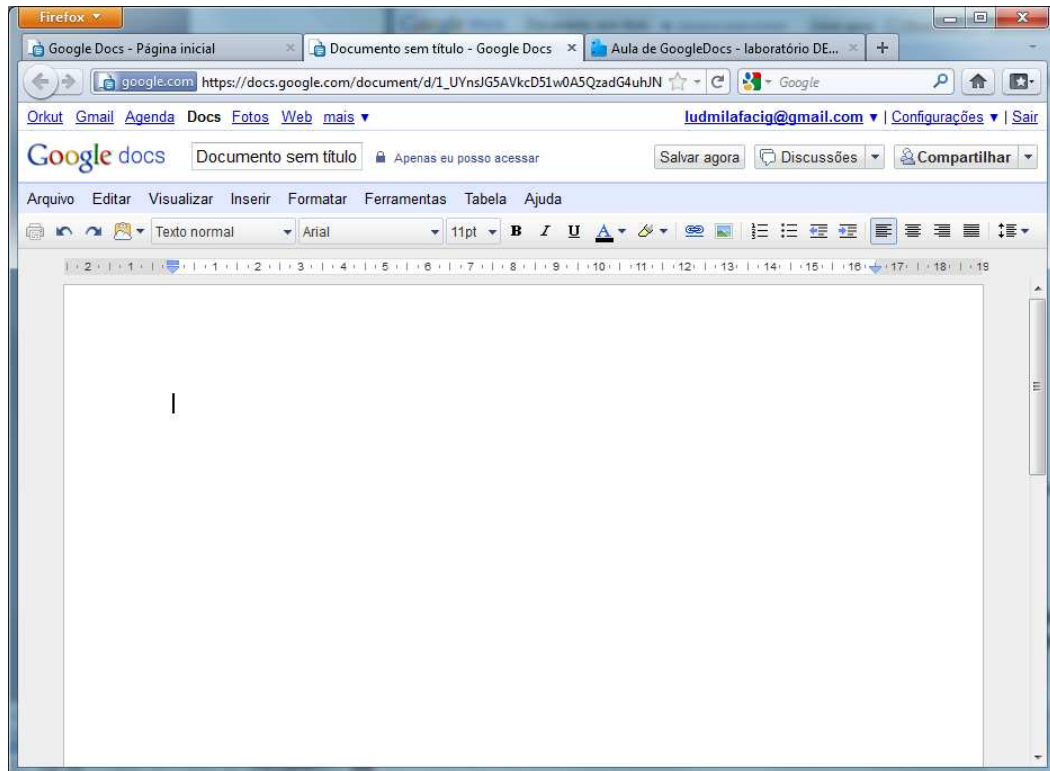 Firefox
Google Docs - Página inicial
Documento sem título - Google Docs
Aula de GoogleDocs - laboratório DE...
google.com https://docs.google.com/document/d/1_UYnsJG5AVkcD51w0A5QzadG4uhJN
Google
Orkut Gmail Agenda Docs Fotos Web mais
ludmilafacig@gmail.com | Configurações | Sair
Google docs
Documento sem título
Apenas eu posso acessar
Salvar agora
Discussões
Compartilhar
Arquivo Editar Visualizar Inserir Formatar Ferramentas Tabela Ajuda
Texto normal Arial 11pt B I U A
2 1 1 2 3 4 5 6 7 8 9 10 11 12 13 14 15 16 17 18 19